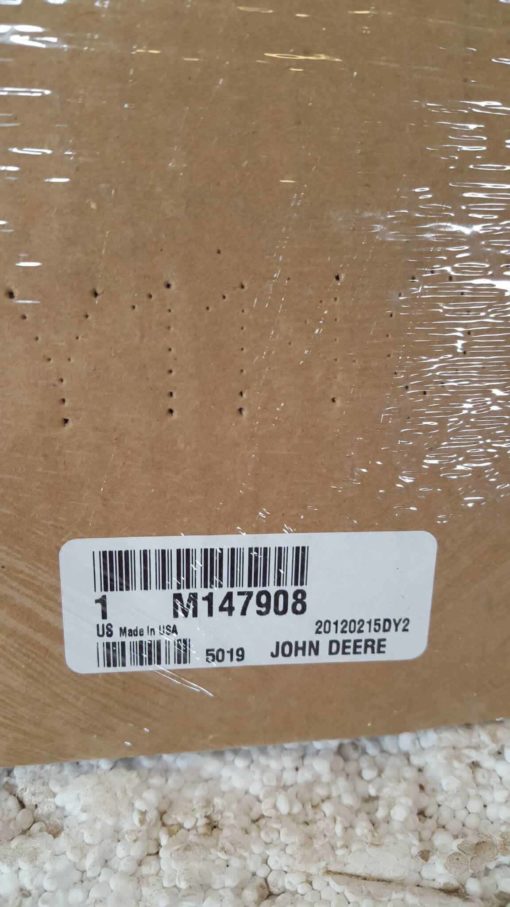 1 M147908
US Made In USA 20120215DY2
5019 JOHN DEERE